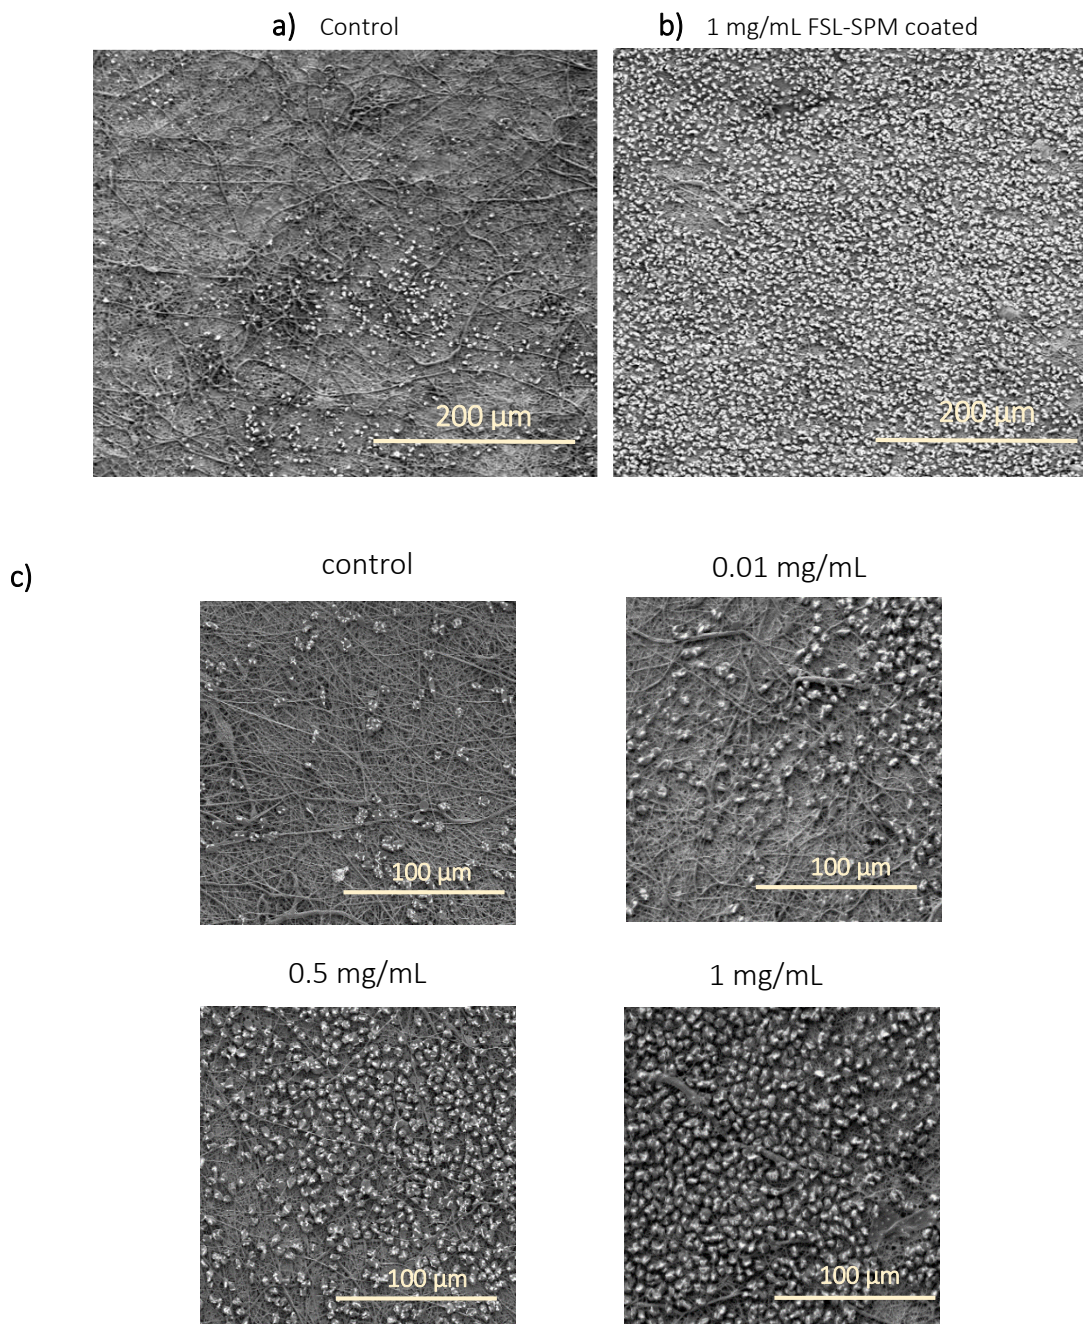 a) Control
b) 1 mg/mL FSL-SPM coated
200 µm
200 µm
c)
control
0.01 mg/mL
100 µm
100 µm
0.5 mg/mL
1 mg/mL
100 µm
100 µm